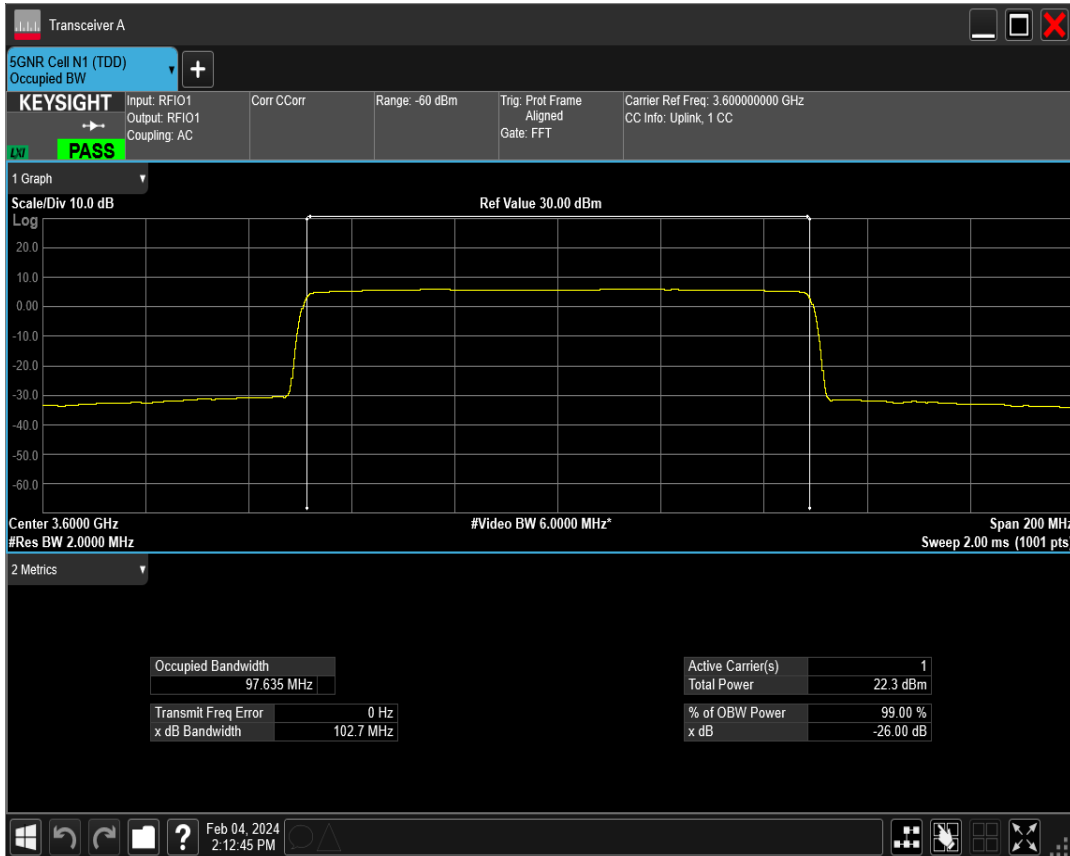 Transceiver A
5GNR Cell N1 (TDD)
Occupied BW
+
KEYSIGHT
LXI
PASS
Input: RFIO1
Output: RFIO1
Coupling: AC
Corr CCorr
Range: -60 dBm
Trig: Prot Frame
Aligned
Gate: FFT
Carrier Ref Freq: 3.600000000 GHz
CC Info: Uplink, 1 CC
1 Graph
Scale/Div 10.0 dB
Ref Value 30.00 dBm
Log
20.0
10.0
0.00
-10.0
-20.0
-30.0
-40.0
-50.0
-60.0
Center 3.6000 GHz
#Video BW 6.0000 MHz*
Span 200 MHz
#Res BW 2.0000 MHz
Sweep 2.00 ms (1001 pts)
2 Metrics
Occupied Bandwidth
97.635 MHz
Transmit Freq Error 0 Hz
x dB Bandwidth 102.7 MHz
Active Carrier(s) 1
Total Power 22.3 dBm
% of OBW Power 99.00 %
x dB -26.00 dB
?
Feb 04, 2024
2:12:45 PM